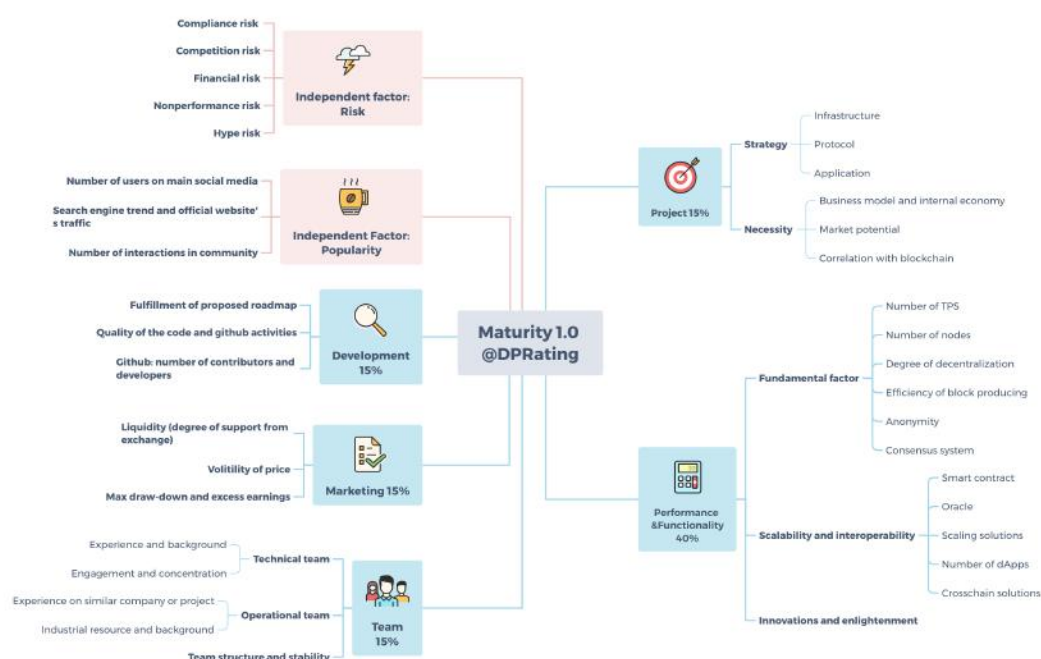 Compliance risk
Competition risk
Financial risk
Nonperformance risk
Hype risk
Independent factor:
Risk
Number of users on main social media
Search engine trend and official website'
s traffic
Number of interactions in community
Independent Factor:
Popularity
Fulfillment of proposed roadmap
Quality of the code and github activities
Github: number of contributors and
developers
Development
15%
Liquidity (degree of support from
exchange)
Volitility of price
Max draw-down and excess earnings
Marketing 15%
Experience and background
Engagement and concentration
Technical team
Experience on similar company or project
Industrial resource and background
Operational team
Team structure and stability
Team
15%
Maturity 1.0
@DPRating
Project 15%
Strategy
Infrastructure
Protocol
Application
Necessity
Business model and internal economy
Market potential
Correlation with blockchain
Performance
&Functionality
40%
Fundamental factor
Number of TPS
Number of nodes
Degree of decentralization
Efficiency of block producing
Anonymity
Consensus system
Scalability and interoperability
Smart contract
Oracle
Scaling solutions
Number of dApps
Crosschain solutions
Innovations and enlightenment